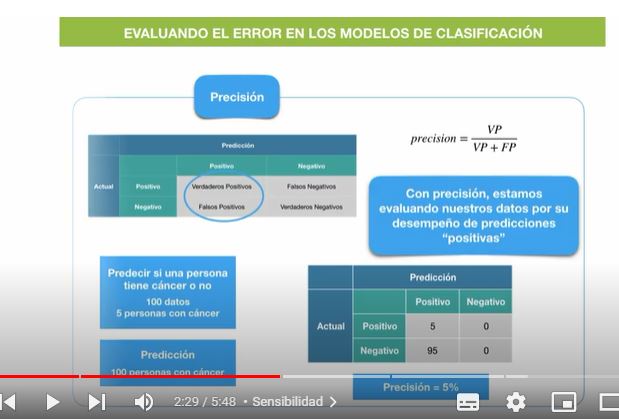 EVALUANDO EL ERROR EN LOS MODELOS DE CLASIFICACIÓN
Precisión
Predicción
Positivo Negativo
Actual Positivo Verdaderos Positivos Falsos Negativos
Negativo Falsos Positivos Verdaderos Negativos
precision = VP
VP + FP
Con precisión, estamos
evaluando nuestros datos por su
desempeño de predicciones
“positivas”
Predecir si una persona
tiene cáncer o no
100 datos
5 personas con cáncer
Predicción
100 personas con cáncer
Predicción
Positivo Negativo
Actual Positivo 5 0
Negativo 95 0
Precisión = 5%
2:29 / 5:48 • Sensibilidad